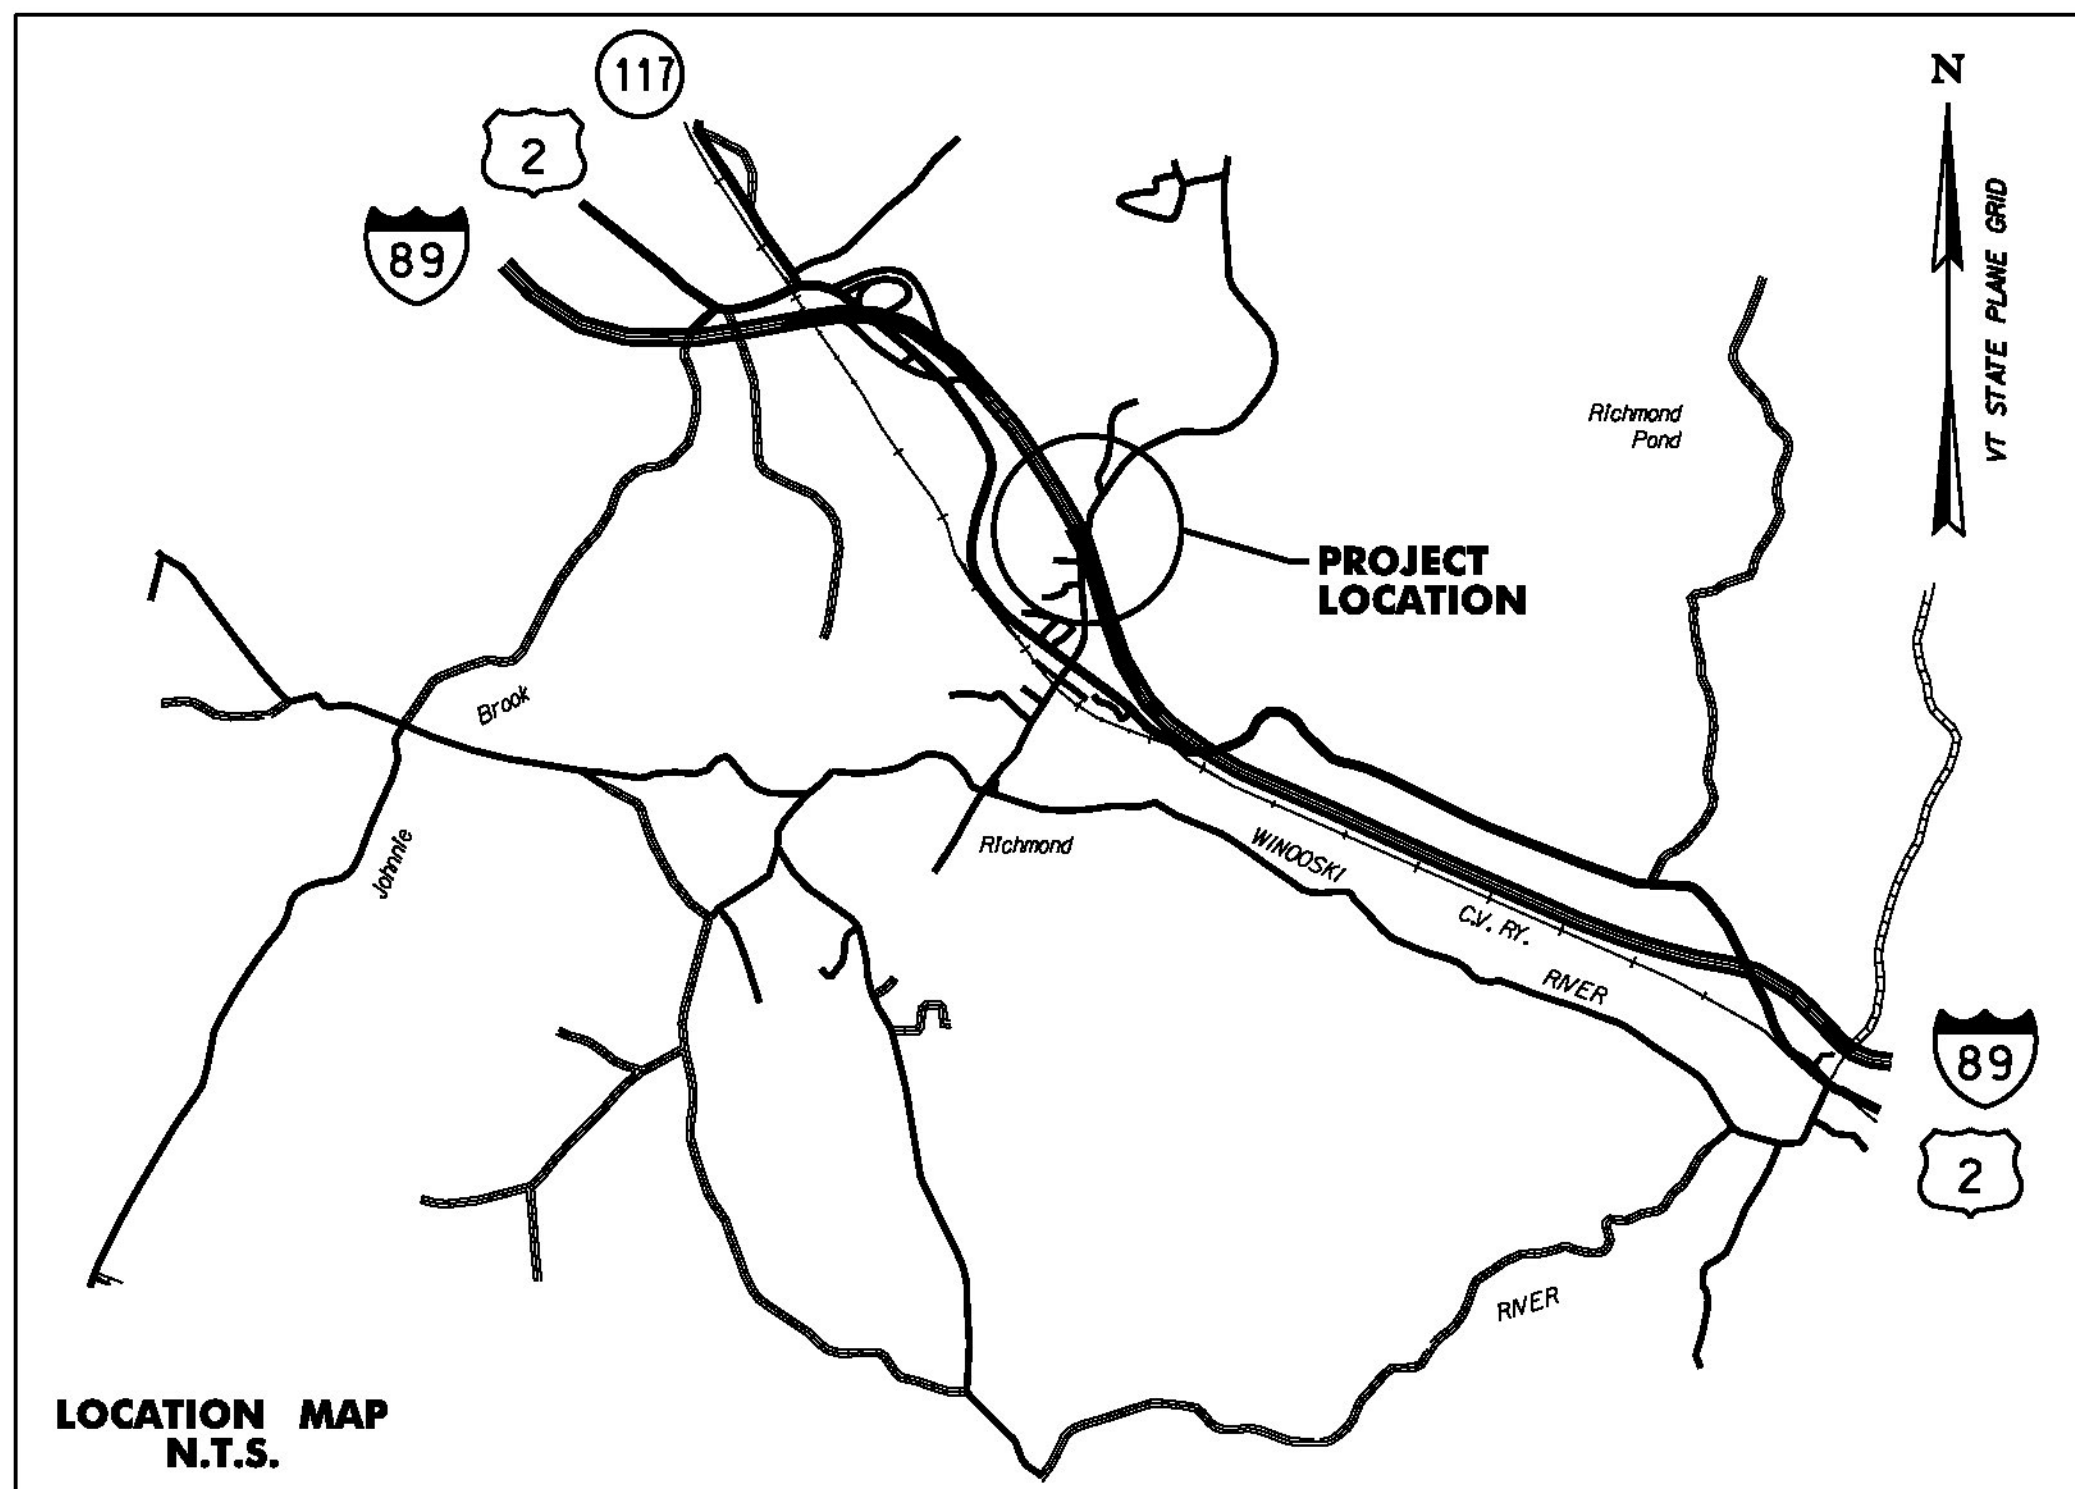 117
2
89
N
VT STATE PLANE GRID
Richmond
Pond
PROJECT
LOCATION
Brook
Johnnie
Richmond
WINOOSKI
C.V. RY.
RIVER
89
2
RIVER
LOCATION MAP
N.T.S.